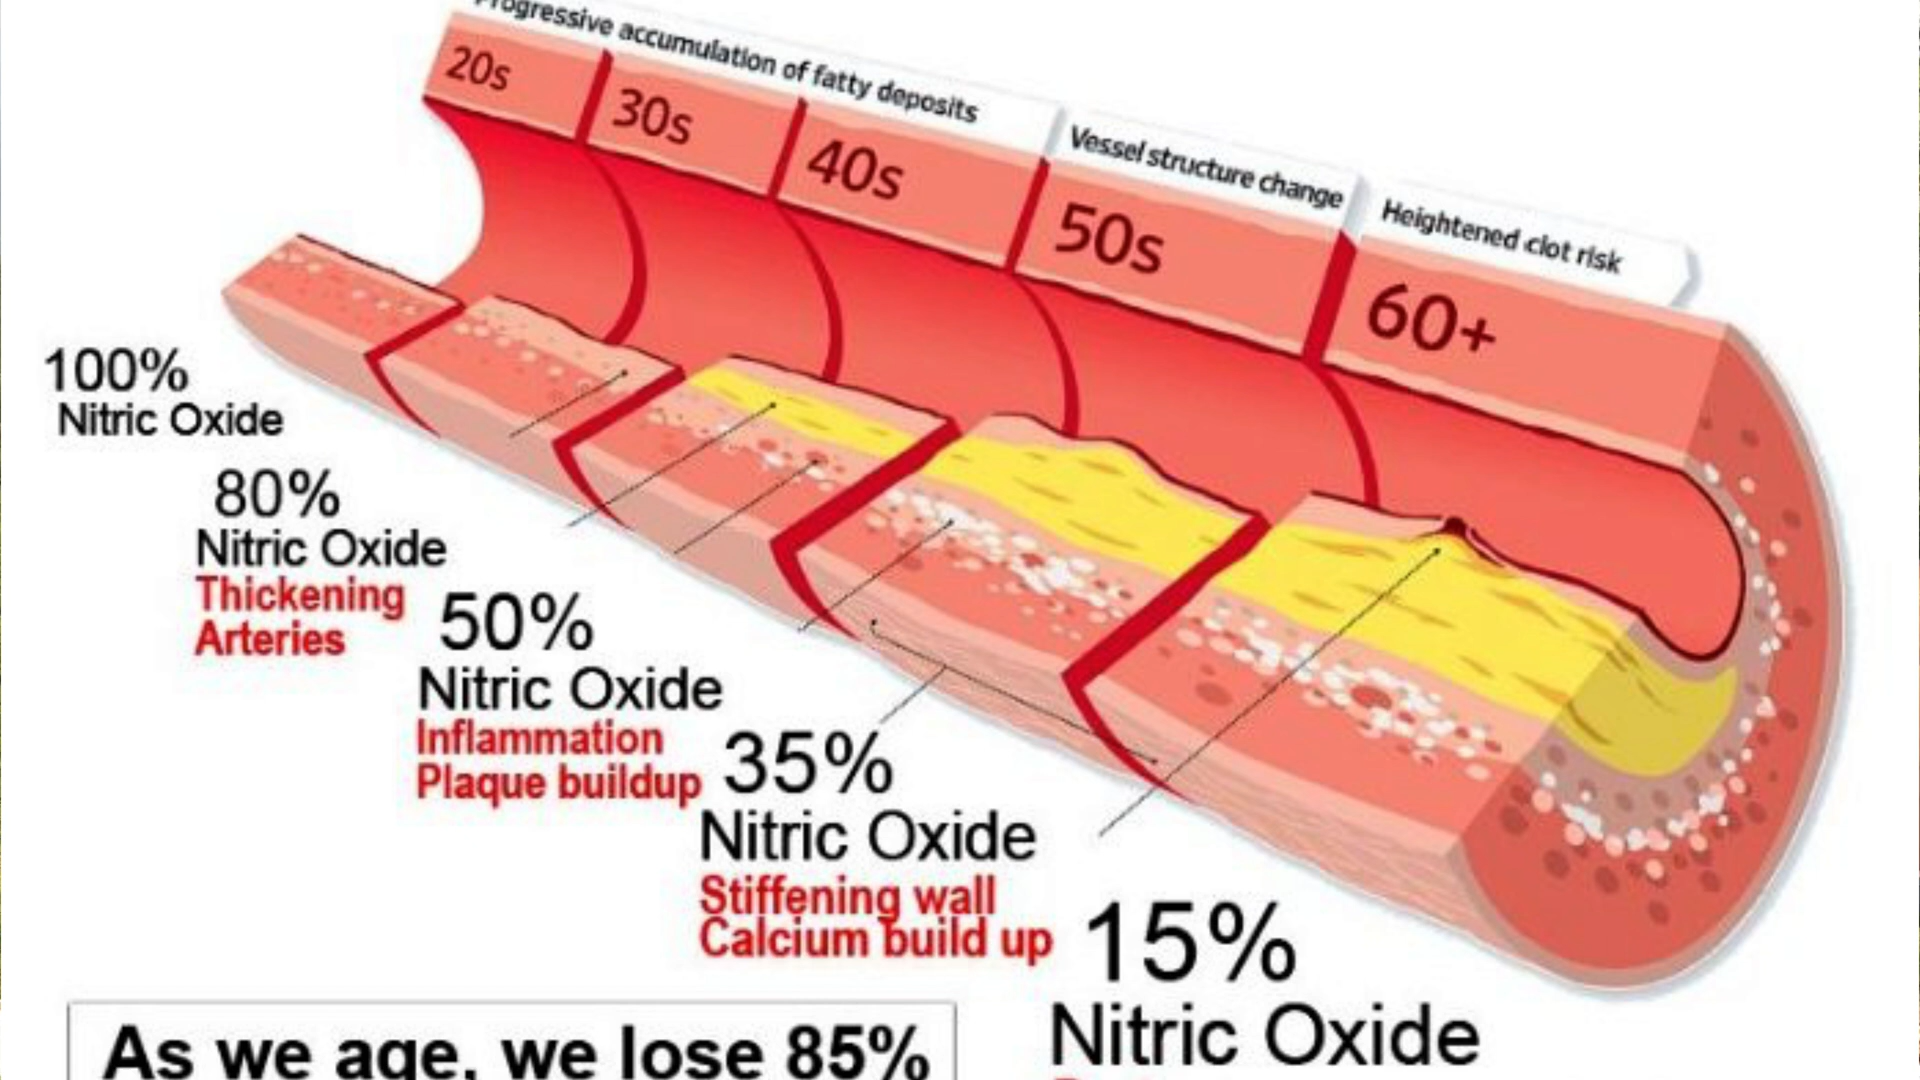 Progressive accumulation of fatty deposits
Vessel structure change
Heightened clot risk
20s
30s
40s
50s
60+
100%
Nitric Oxide
80%
Nitric Oxide
Thickening
Arteries
50%
Nitric Oxide
Inflammation
Plaque buildup
35%
Nitric Oxide
Stiffening wall
Calcium build up
15%
Nitric Oxide
As we age, we lose 85%